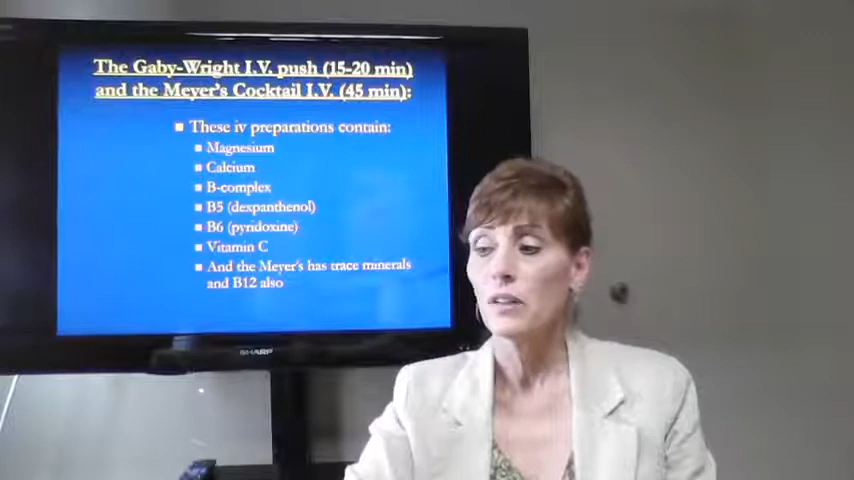 The Gaby-Wright I.V. push (15-20 min)
and the Meyer's Cocktail I.V. (45 min):
These iv preparations contain:
Magnesium
Calcium
B-complex
B5 (dexpanthenol)
B6 (pyridoxine)
Vitamin C
And the Meyer's has trace minerals
and B12 also
SHARP